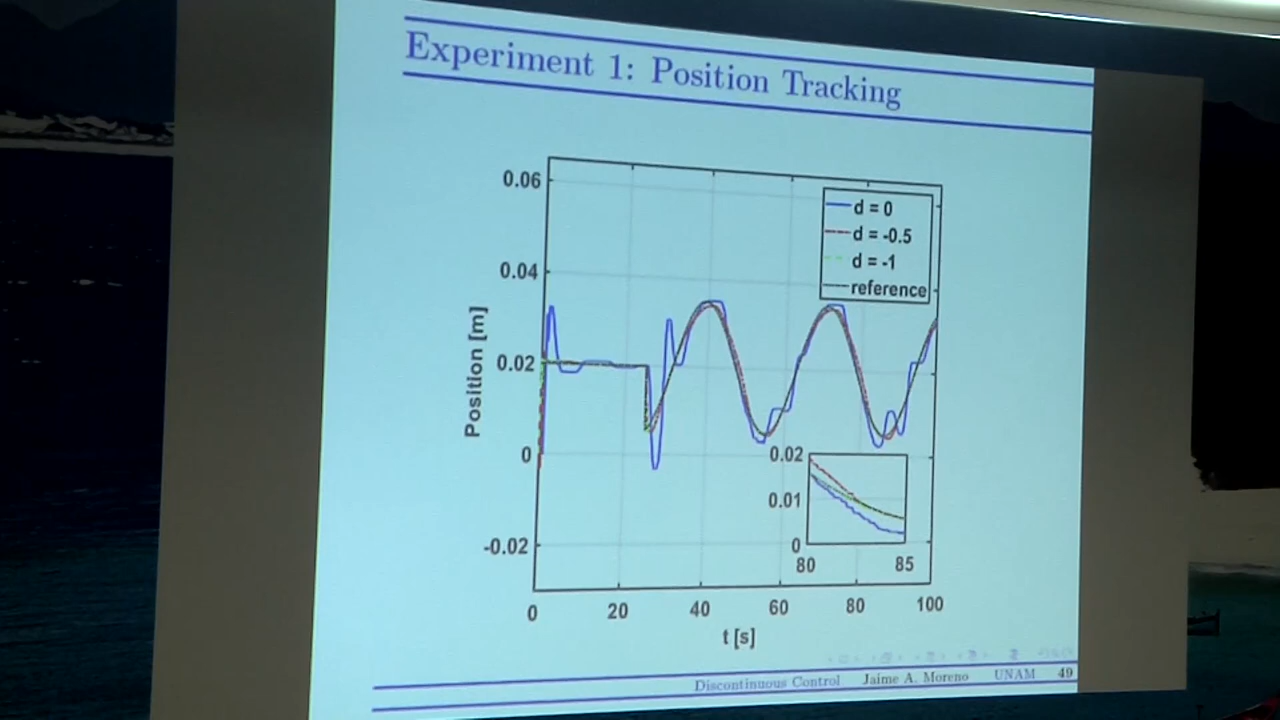 Experiment 1: Position Tracking
0.06
0.04
0.02
0
-0.02
Position [m]
d = 0
d = -0.5
d = -1
reference
0.02
0.01
0
80
85
0
20
40
60
80
100
t [s]
Discontinuous Control Jaime A. Moreno UNAM 49